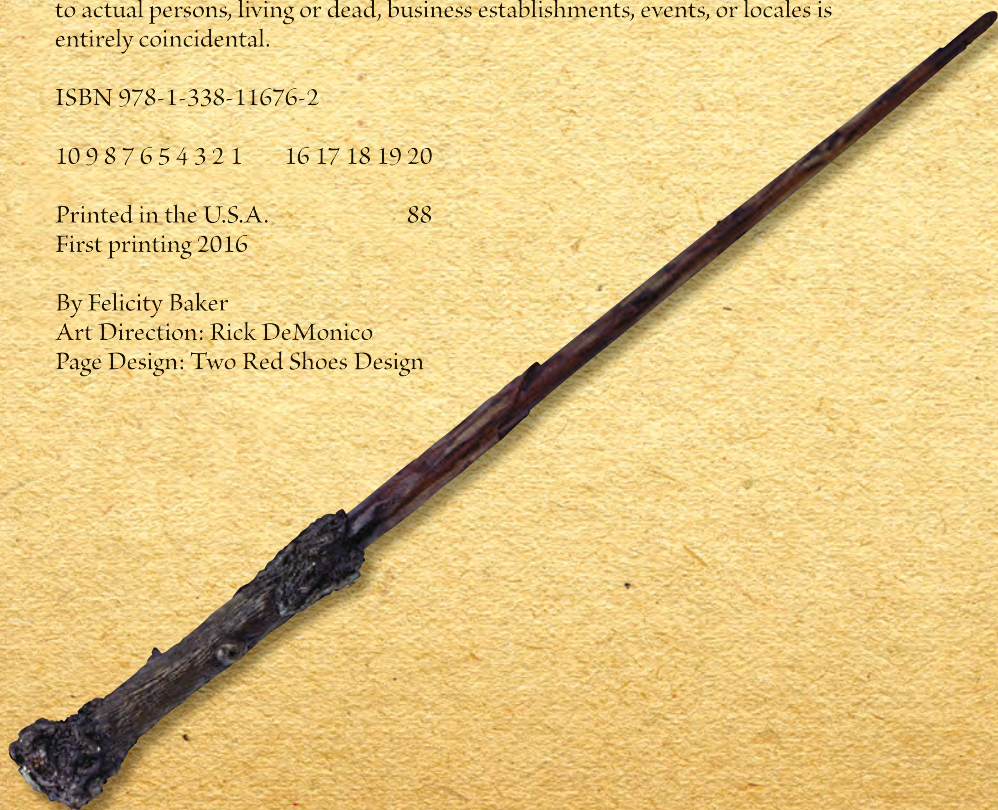 to actual persons, living or dead, business establishments, events, or locales is
entirely coincidental.
ISBN 978-1-338-11676-2
10 9 8 7 6 5 4 3 2 1 16 17 18 19 20
Printed in the U.S.A. 88
First printing 2016
By Felicity Baker
Art Direction: Rick DeMonico
Page Design: Two Red Shoes Design